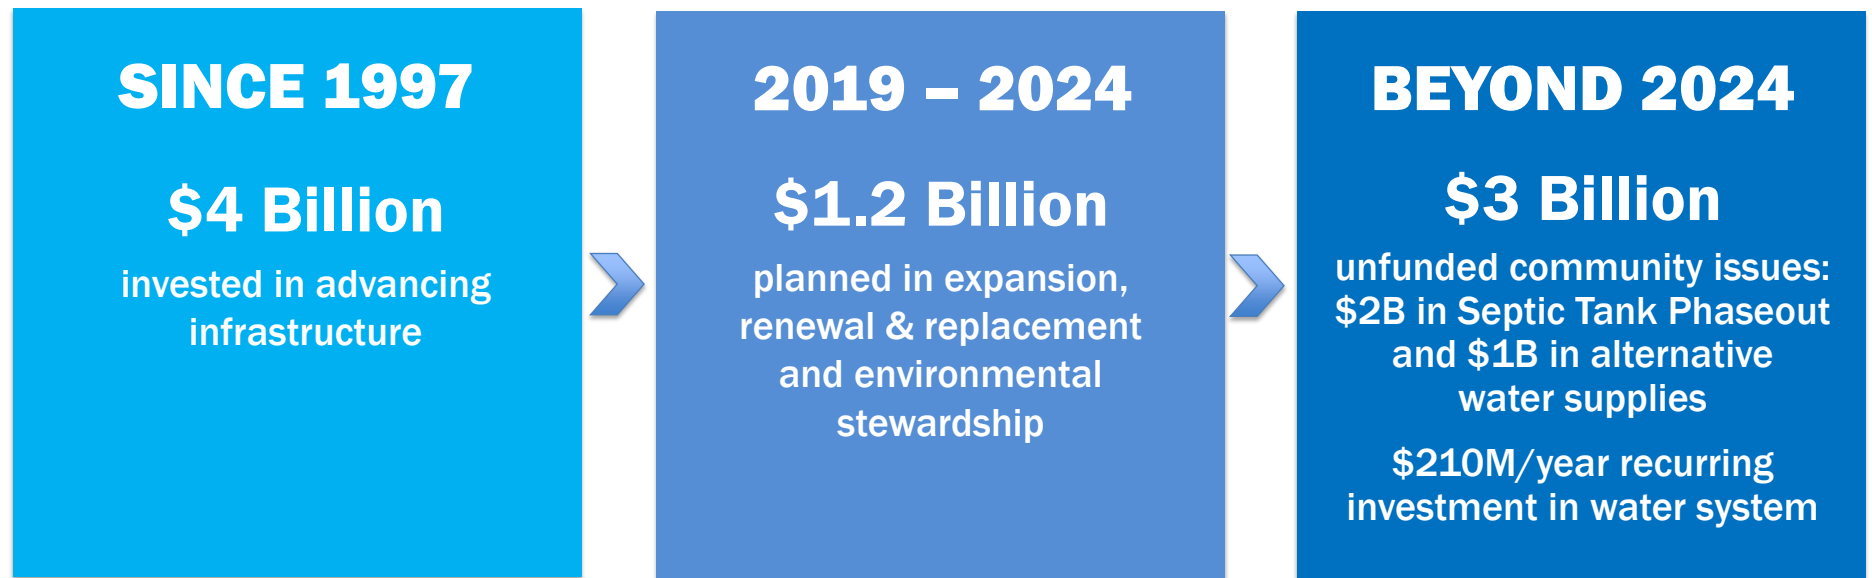 SINCE 1997
$4 Billion
invested in advancing
infrastructure
2019 – 2024
$1.2 Billion
planned in expansion,
renewal & replacement
and environmental
stewardship
BEYOND 2024
$3 Billion
unfunded community issues:
$2B in Septic Tank Phaseout
and $1B in alternative
water supplies
$210M/year recurring
investment in water system